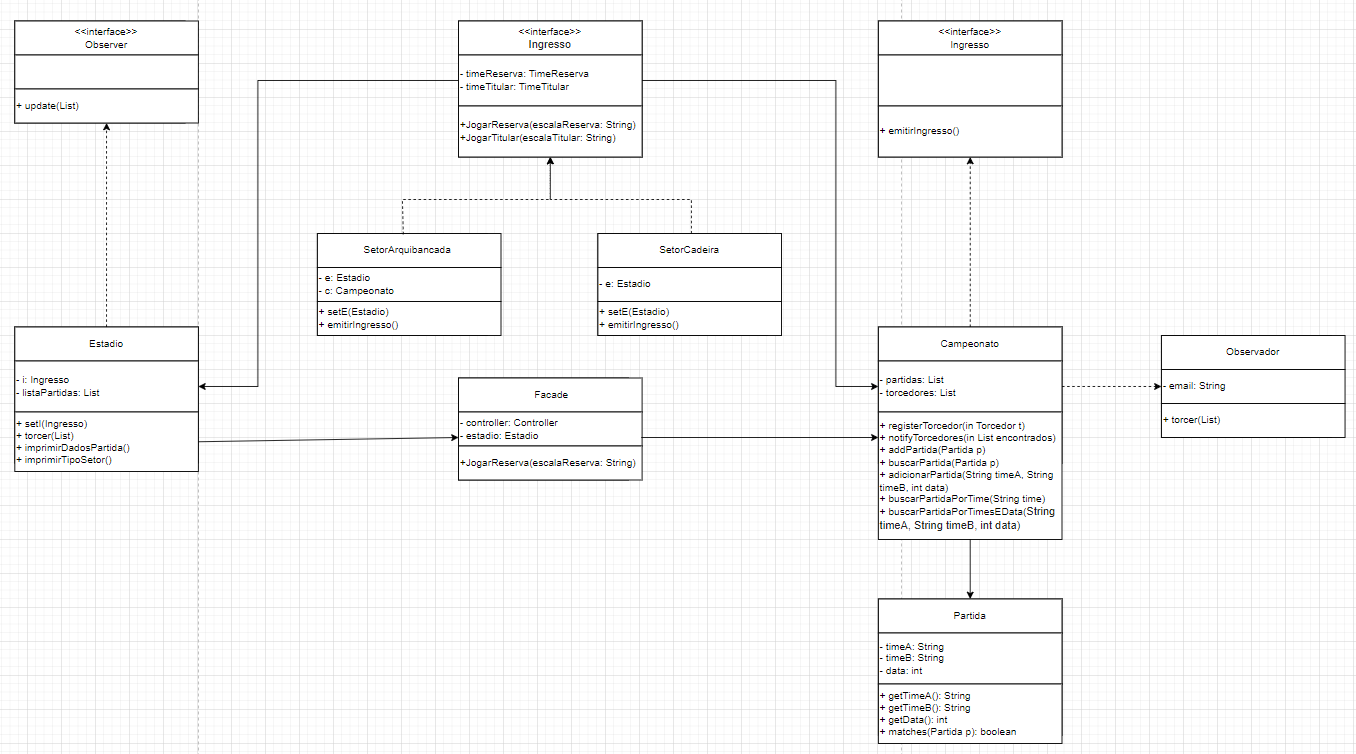 <<interface>>
Observer
+ update(List)
<<interface>>
Ingresso
- timeReserva: TimeReserva
- timeTitular: TimeTitular
+JogarReserva(escalaReserva: String)
+JogarTitular(escalaTitular: String)
<<interface>>
Ingresso
+ emitirIngresso()
SetorArquibancada
- e: Estadio
- c: Campeonato
+ setE(Estadio)
+ emitirIngresso()
SetorCadeira
- e: Estadio
+ setE(Estadio)
+ emitirIngresso()
Estadio
- i: Ingresso
- listaPartidas: List
+ setI(Ingresso)
+ torcer(List)
+ imprimirDadosPartida()
+ imprimirTipoSetor()
Facade
- controller: Controller
- estadio: Estadio
+JogarReserva(escalaReserva: String)
Campeonato
- partidas: List
- torcedores: List
+ registerTorcedor(in Torcedor t)
+ notifyTorcedores(in List encontrados)
+ addPartida(Partida p)
+ buscarPartida(Partida p)
+ adicionarPartida(String timeA, String
timeB, int data)
+ buscarPartidaPorTime(String time)
+ buscarPartidaPorTimesEData(String
timeA, String timeB, int data)
Observador
- email: String
+ torcer(List)
Partida
- timeA: String
- timeB: String
- data: int
+ getTimeA(): String
+ getTimeB(): String
+ getData(): int
+ matches(Partida p): boolean